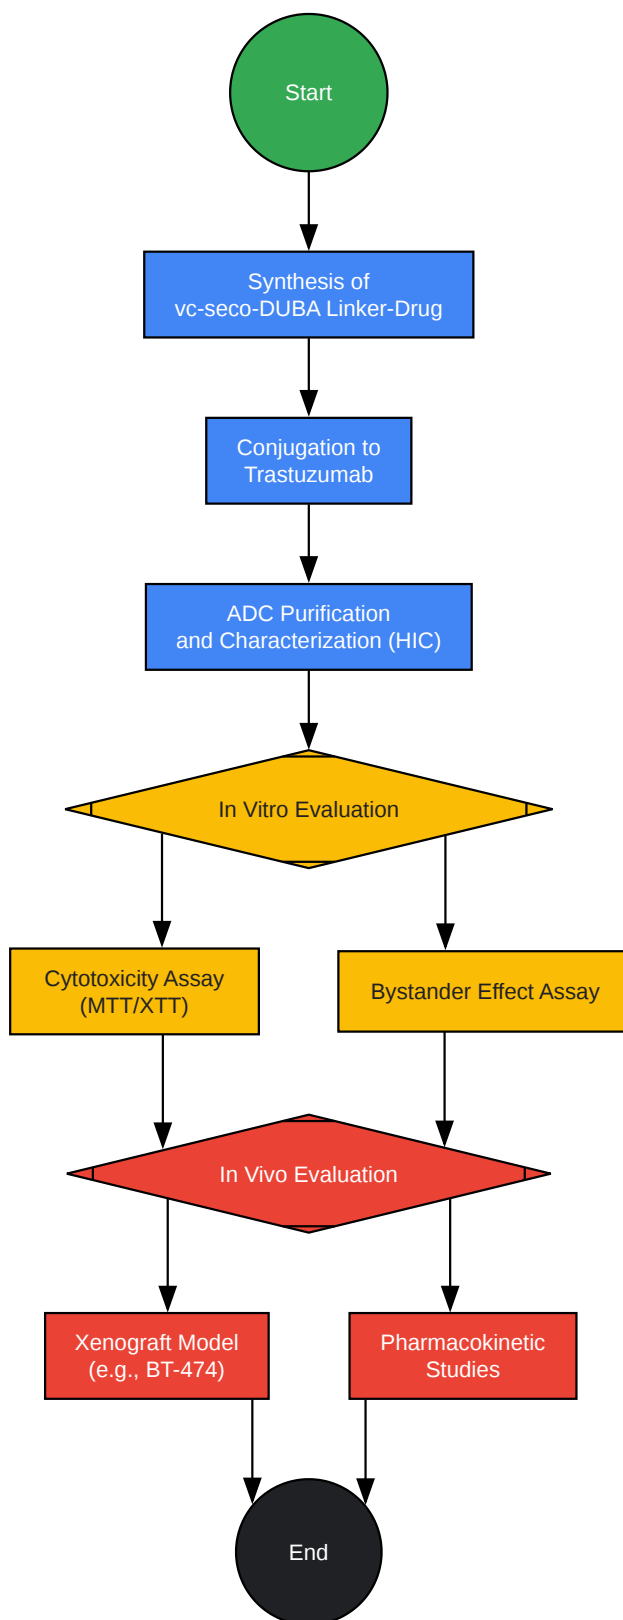 Start
Synthesis of
vc-seco-DUBA Linker-Drug
Conjugation to
Trastuzumab
ADC Purification
and Characterization (HIC)
In Vitro Evaluation
Cytotoxicity Assay
(MTT/XTT)
Bystander Effect Assay
In Vivo Evaluation
Xenograft Model
(e.g., BT-474)
Pharmacokinetic
Studies
End